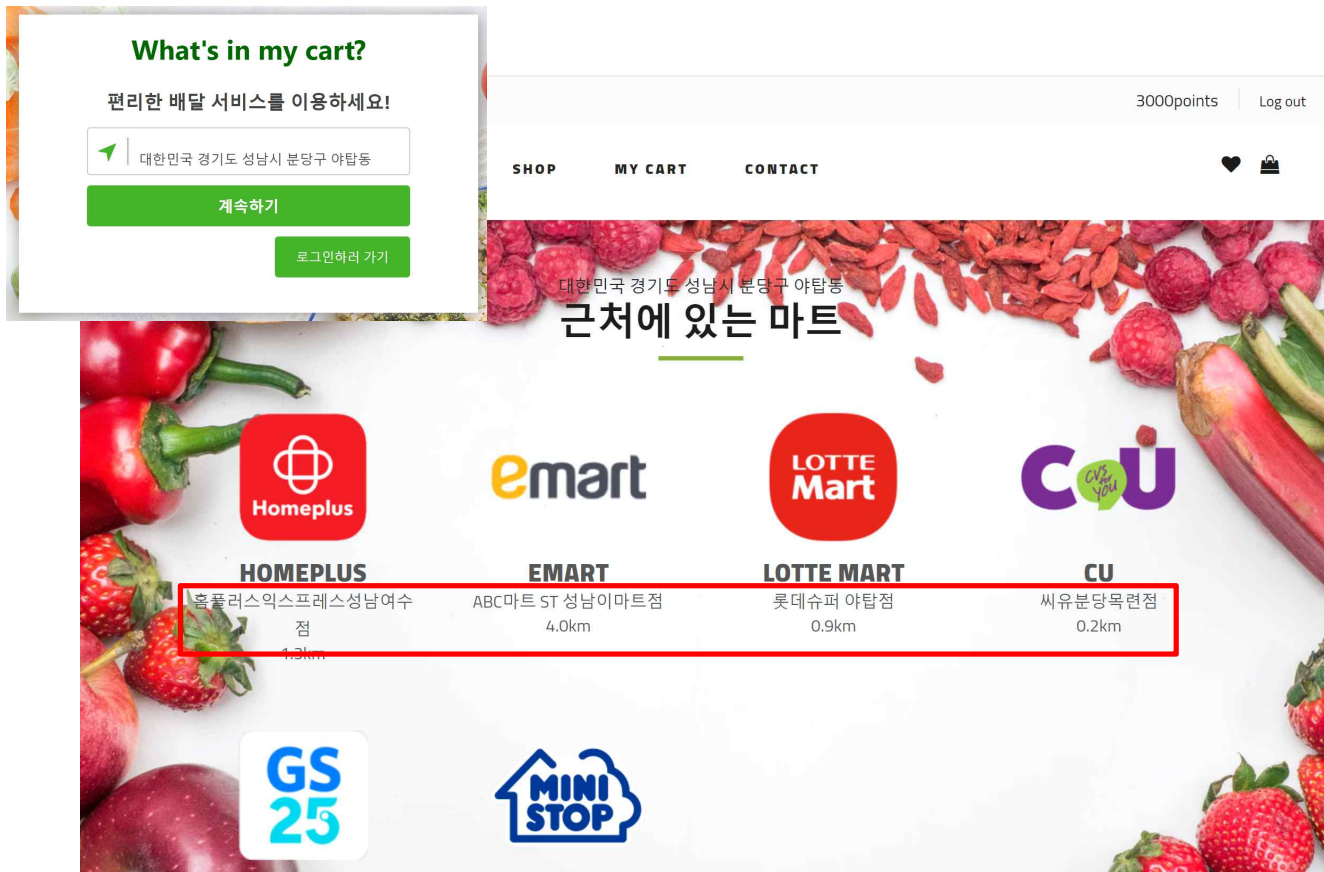 What's in my cart?
편리한 배달 서비스를 이용하세요!
대한민국 경기도 성남시 분당구 야탑동
계속하기
로그인하러 가기
3000points
Log out
SHOP
MY CART
CONTACT
대한민국 경기도 성남시 분당구 야탑동
근처에 있는 마트
Homeplus
emart
LOTTE
Mart
CU
CVS
for
YOU
HOMEPLUS
EMART
LOTTE MART
CU
홈플러스익스프레스성남여수
점
1.3km
ABC마트 ST 성남이마트점
4.0km
롯데슈퍼 야탑점
0.9km
씨유분당목련점
0.2km
GS
25
MINI
STOP